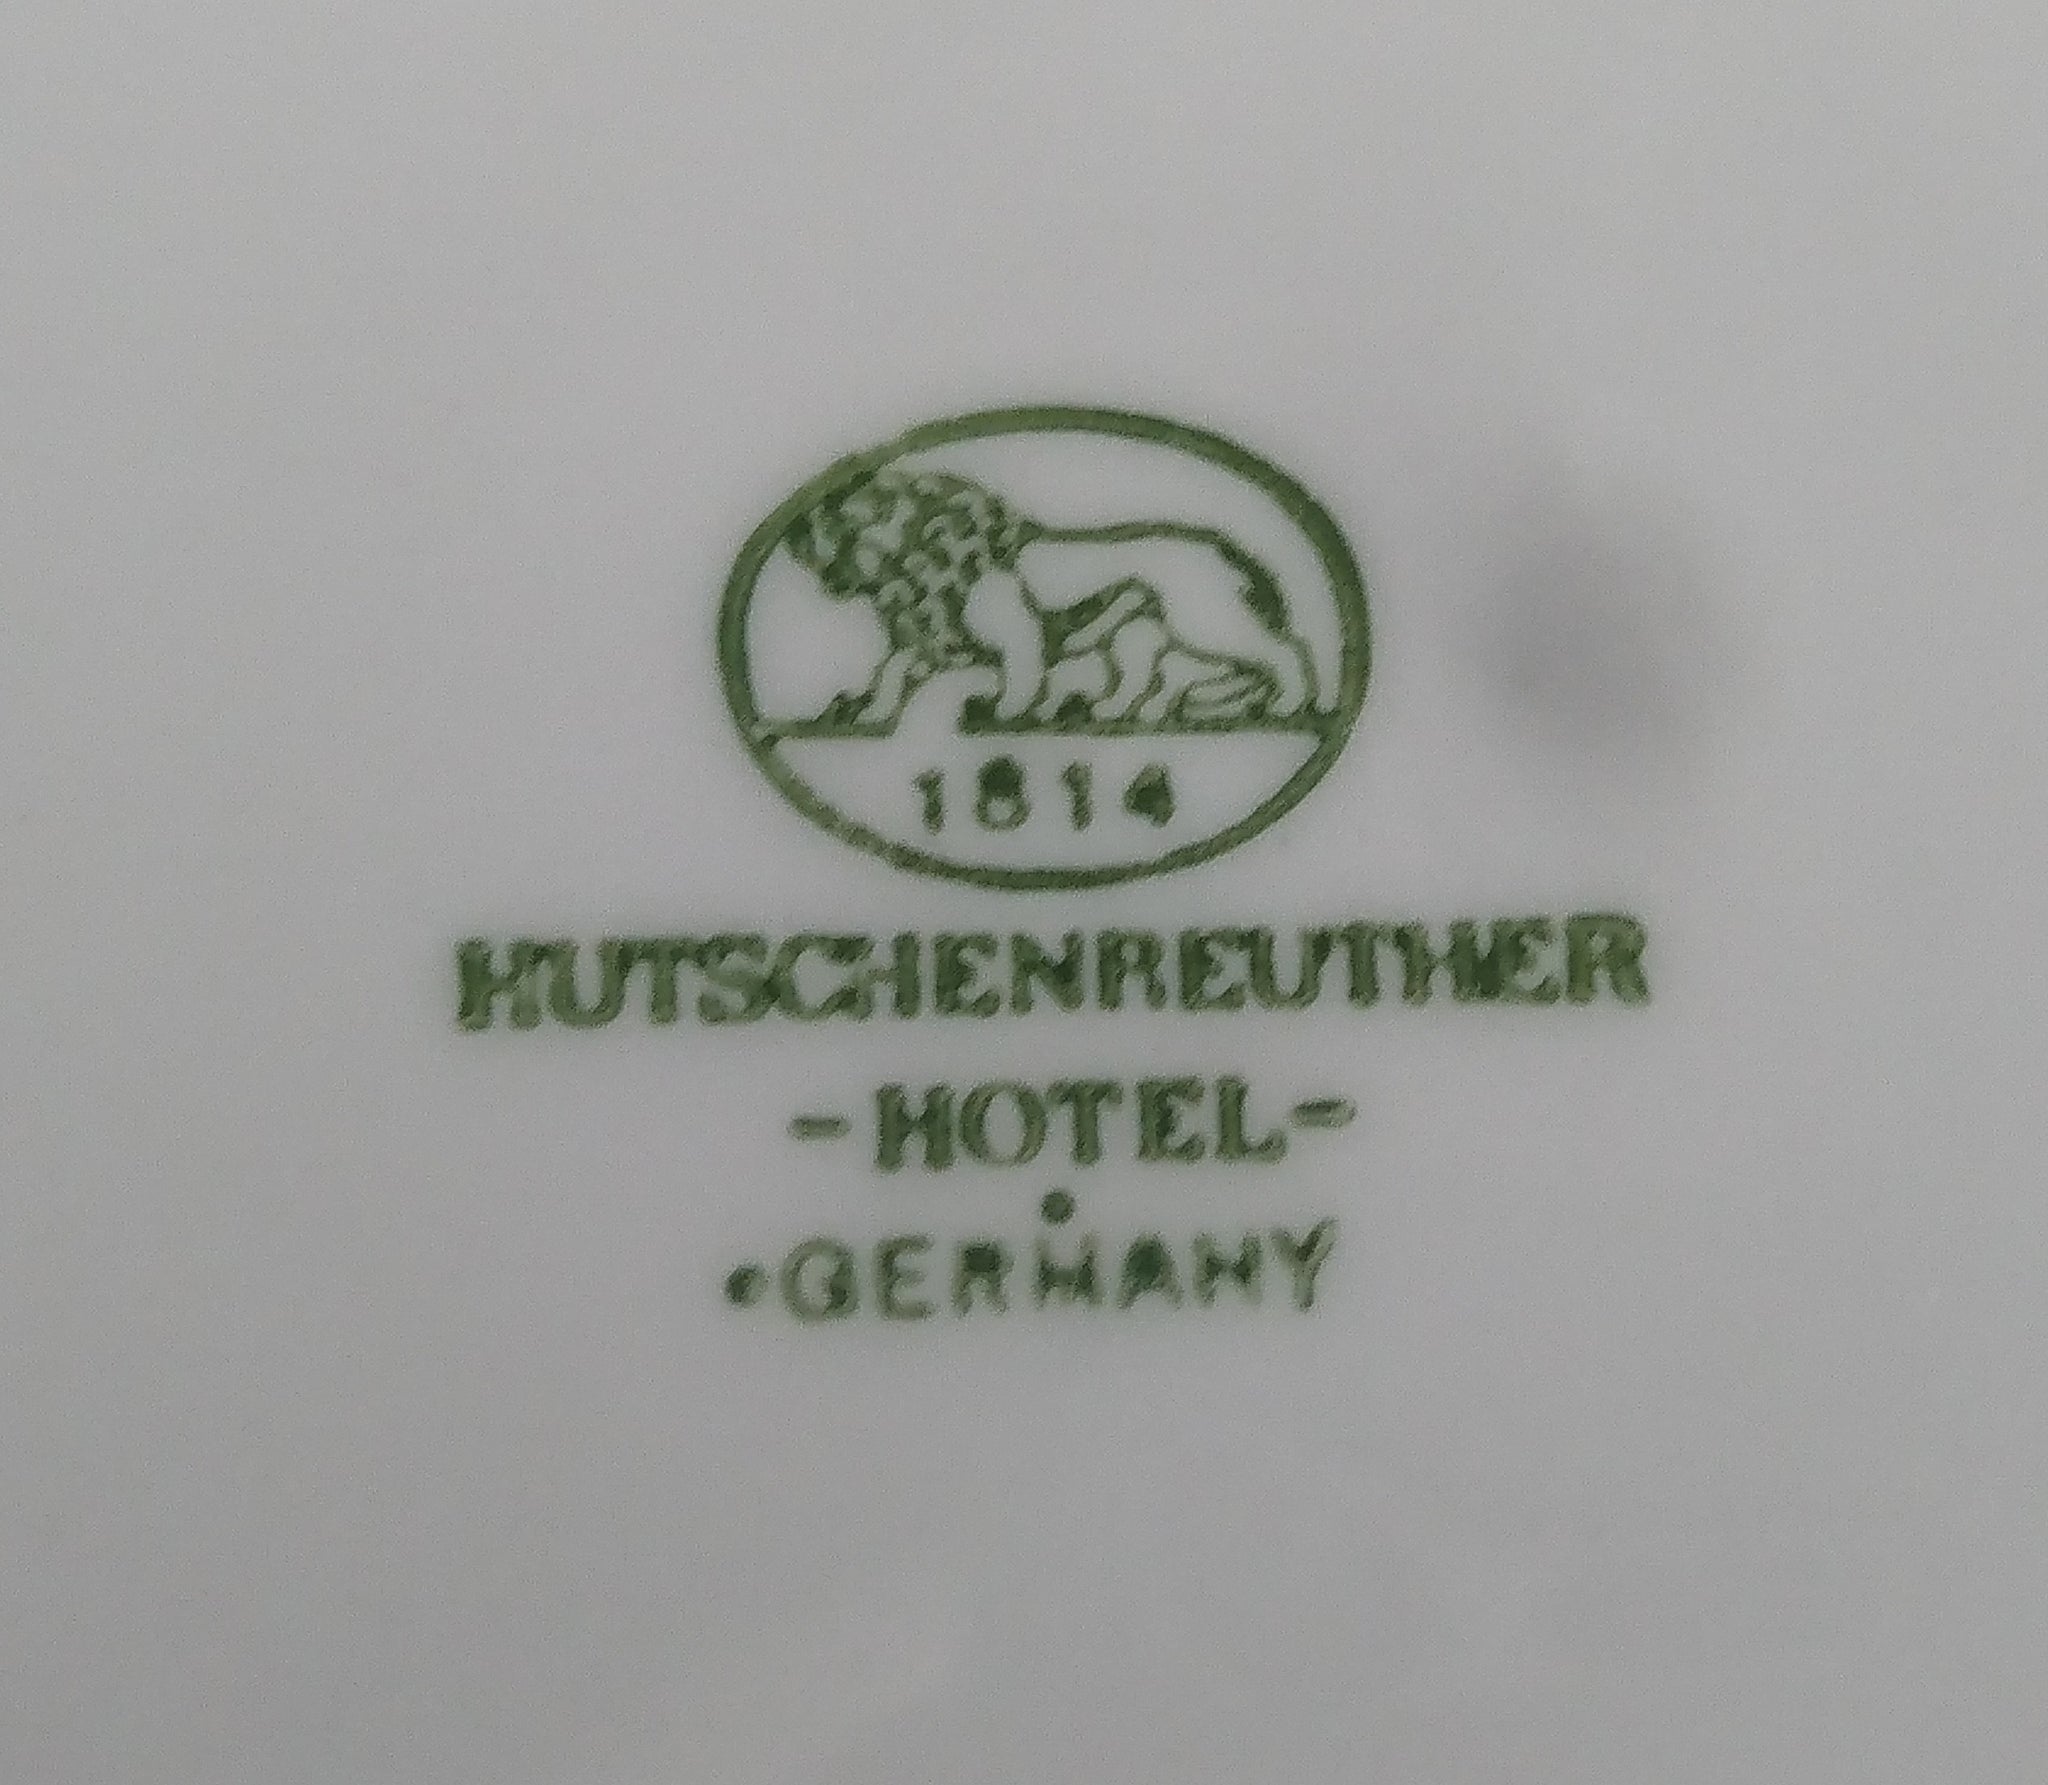 1814
HUTSCHENREUTHER
-HOTEL-
•GERMANY